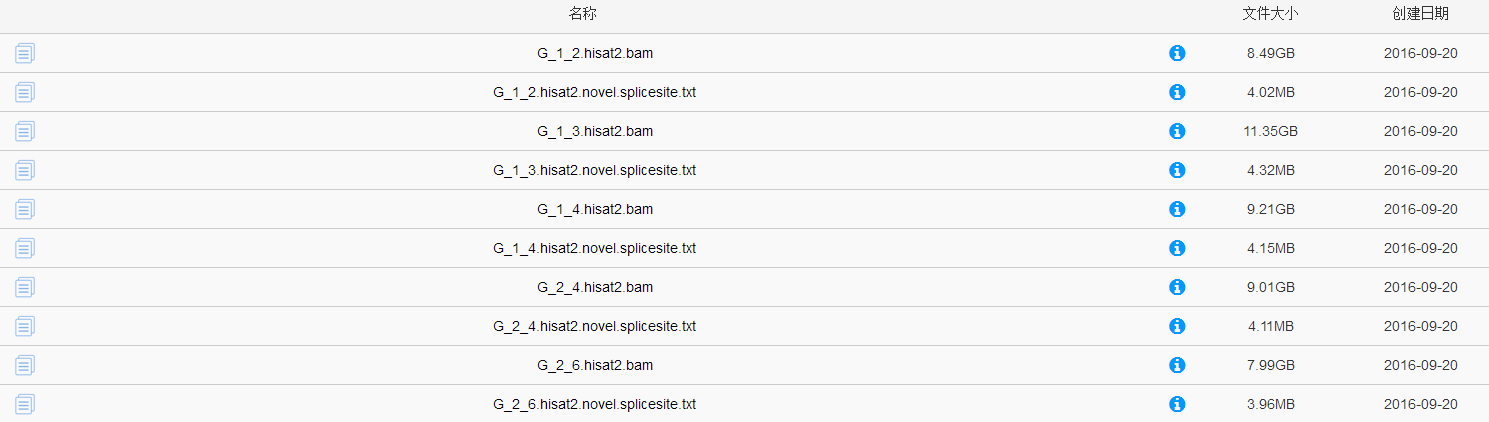 名称 文件大小 创建日期
G_1_2.hisat2.bam 8.49GB 2016-09-20
G_1_2.hisat2.novel.splicesite.txt 4.02MB 2016-09-20
G_1_3.hisat2.bam 11.35GB 2016-09-20
G_1_3.hisat2.novel.splicesite.txt 4.32MB 2016-09-20
G_1_4.hisat2.bam 9.21GB 2016-09-20
G_1_4.hisat2.novel.splicesite.txt 4.15MB 2016-09-20
G_2_4.hisat2.bam 9.01GB 2016-09-20
G_2_4.hisat2.novel.splicesite.txt 4.11MB 2016-09-20
G_2_6.hisat2.bam 7.99GB 2016-09-20
G_2_6.hisat2.novel.splicesite.txt 3.96MB 2016-09-20